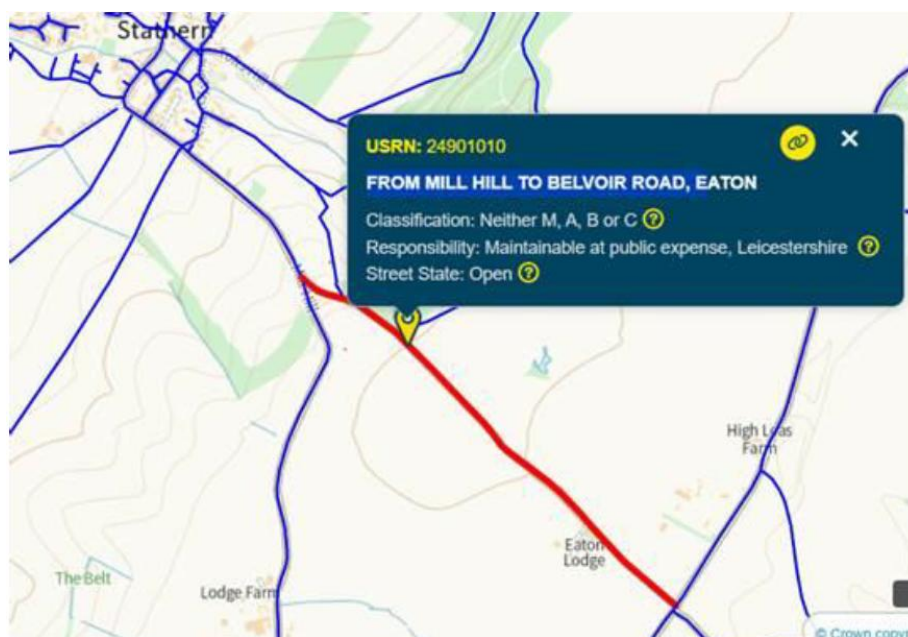 Stathern
USRN: 24901010
FROM MILL HILL TO BELVOIR ROAD, EATON
Classification: Neither M, A, B or C
Responsibility: Maintainable at public expense, Leicestershire
Street State: Open
High Leas
Farm
Eaton
Lodge
The Belt
Lodge Farm
© Crown copy